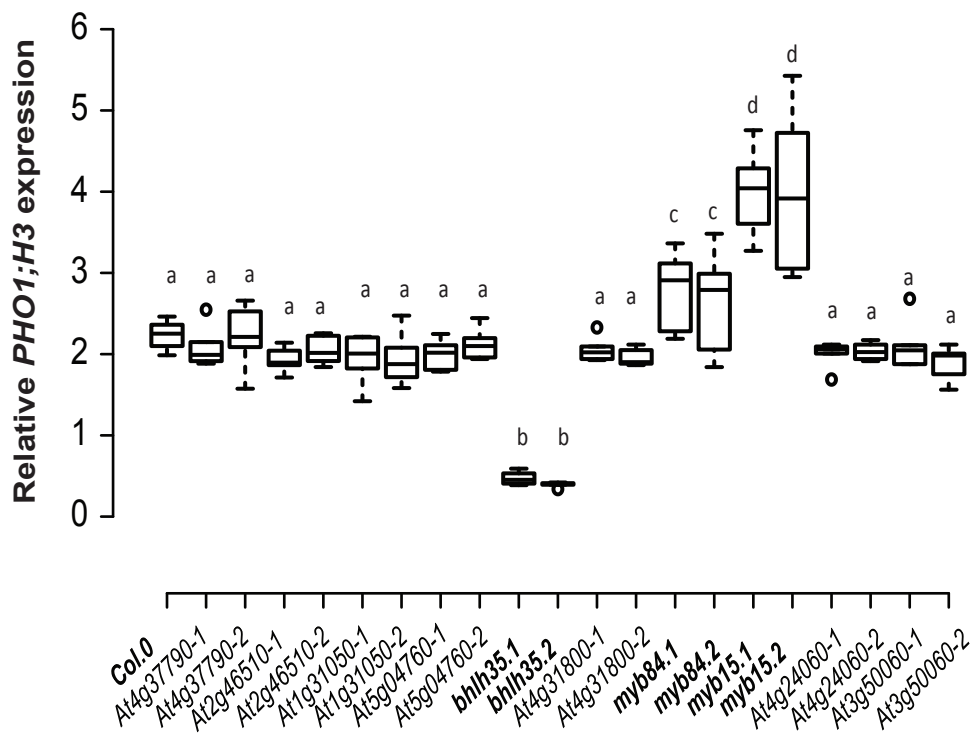 Relative PHO1;H3 expression
6
5
4
3
2
1
0
a a a a a a a a a b b a a c c d d a a a a
Col.0
At4g37790-1
At4g37790-2
At2g46510-1
At2g46510-2
At1g31050-1
At1g31050-2
At5g04760-1
At5g04760-2
bhlh35.1
bhlh35.2
At4g31800-1
At4g31800-2
myb84.1
myb84.2
myb15.1
myb15.2
At4g24060-1
At4g24060-2
At3g50060-1
At3g50060-2